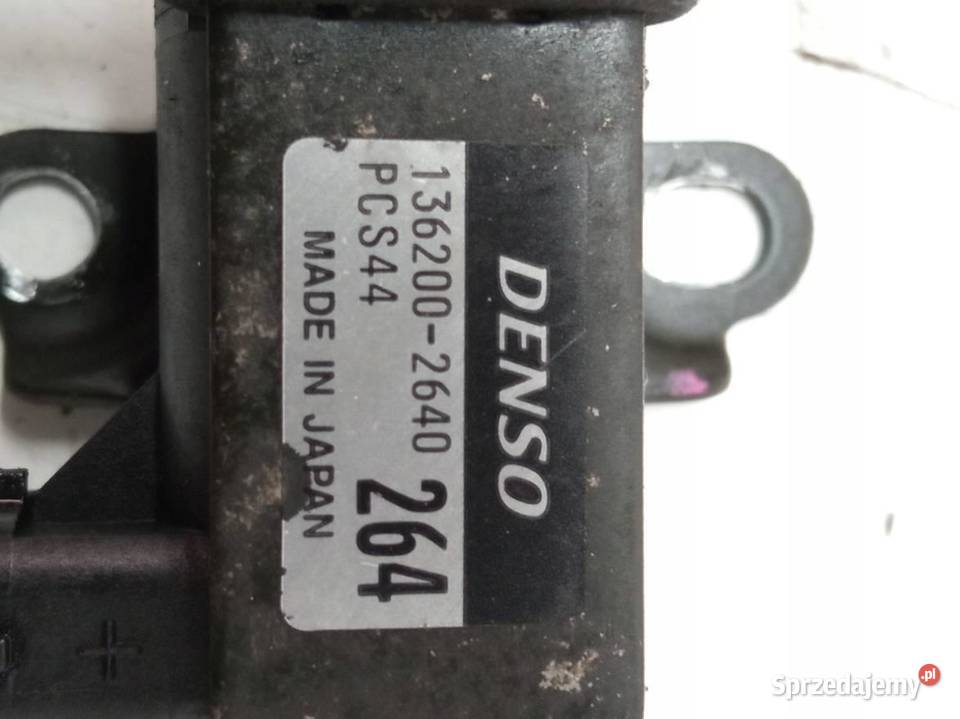 DENSO
136200-2640
PCS44
264
MADE IN JAPAN
+
Sprzedajemy.pl